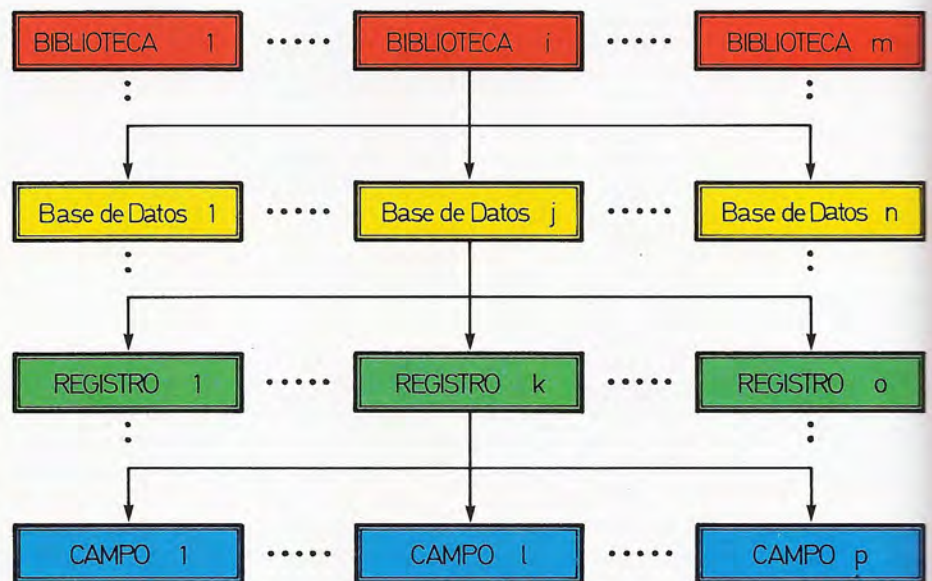 BIBLIOTECA 1 ..... BIBLIOTECA i ..... BIBLIOTECA m
Base de Datos 1 ..... Base de Datos j ..... Base de Datos n
REGISTRO 1 ..... REGISTRO k ..... REGISTRO o
CAMPO 1 ..... CAMPO l ..... CAMPO p